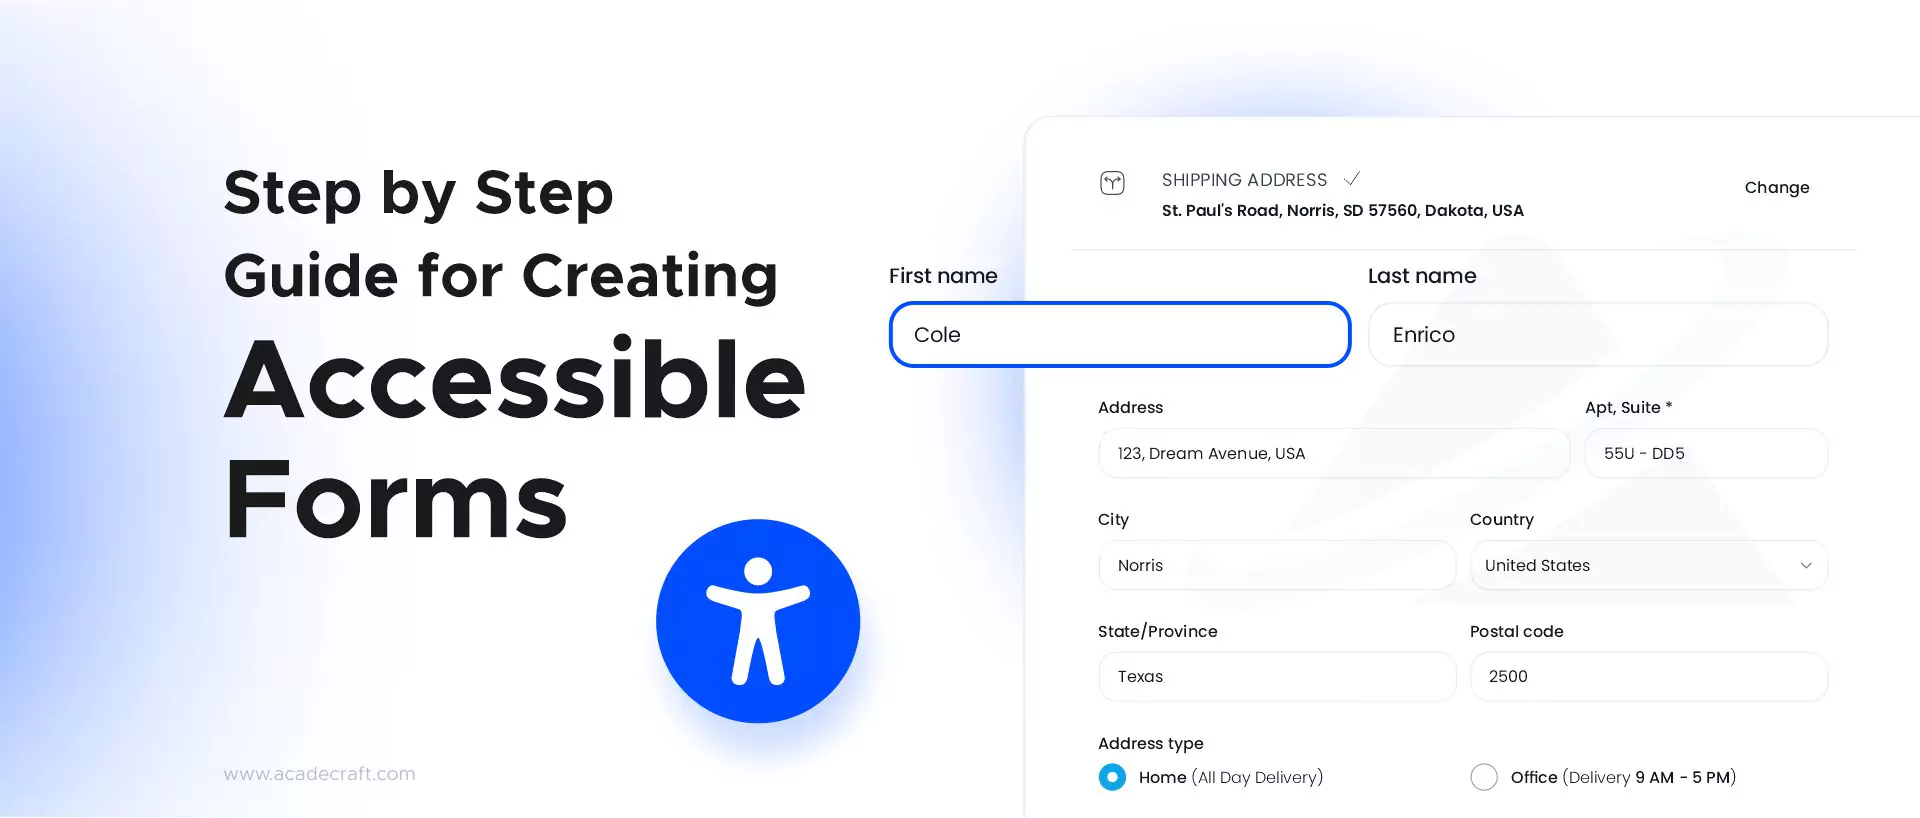 Step by Step
Guide for Creating
Accessible
Forms
www.acadecraft.com
SHIPPING ADDRESS
St. Paul's Road, Norris, SD 57560, Dakota, USA
Change
First name
Last name
Cole
Enrico
Address
Apt, Suite *
123, Dream Avenue, USA
55U - DD5
City
Country
Norris
United States
State/Province
Postal code
Texas
2500
Address type
Home (All Day Delivery)
Office (Delivery 9 AM - 5 PM)